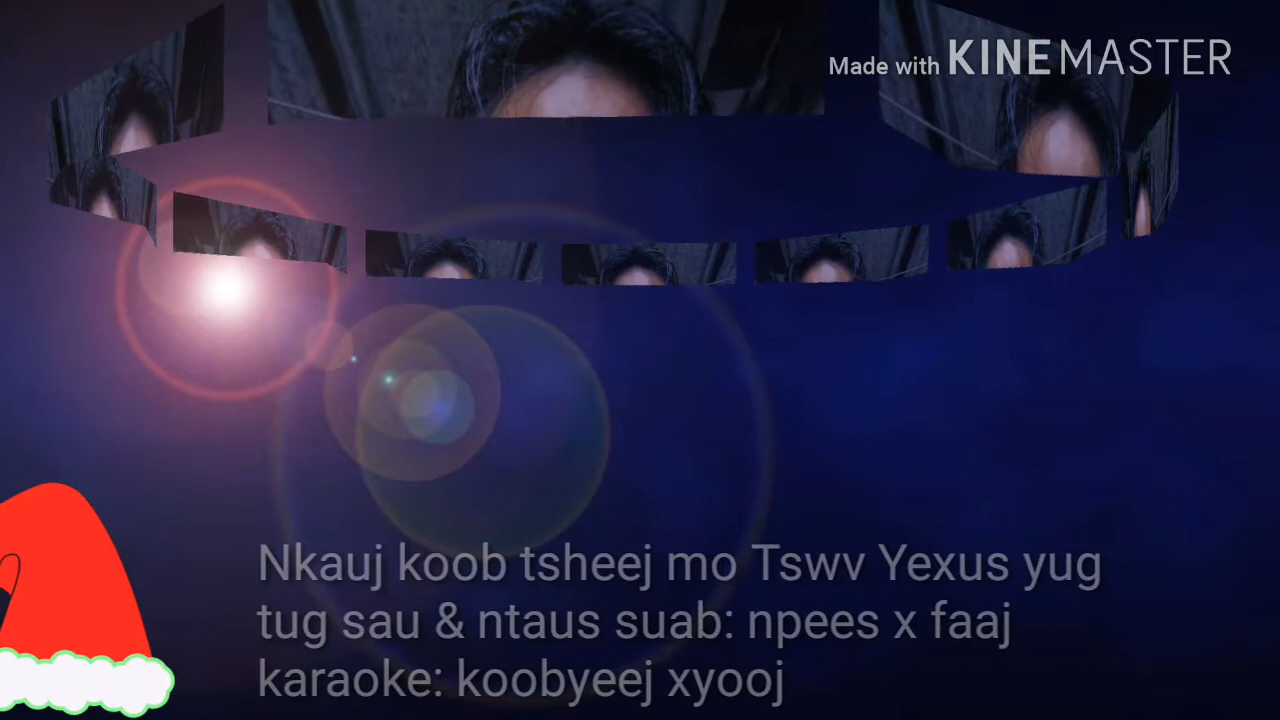 Made with KINEMASTER
Nkauj koob tsheej mo Tswv Yexus yug
tug sau & ntaus suab: npees x faaj
karaoke: koobyeej xyooj